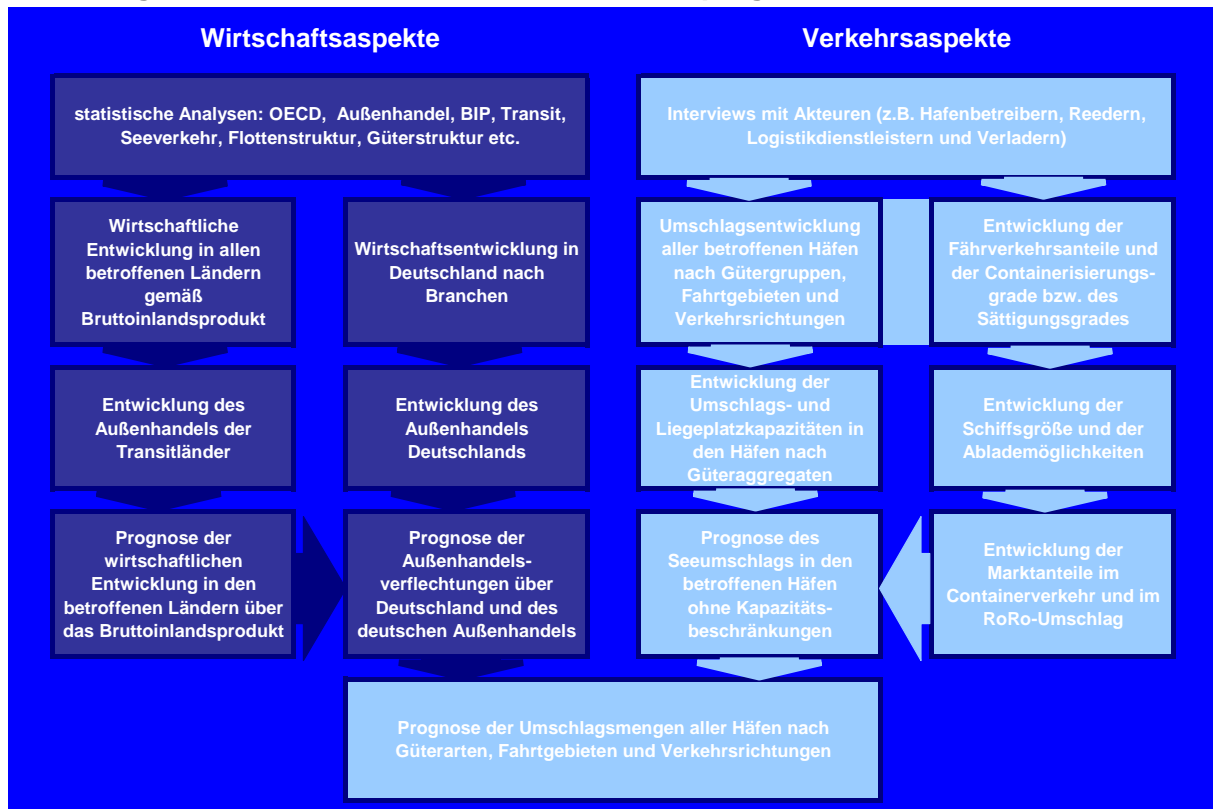 Wirtschaftsaspekte
statistische Analysen: OECD, Außenhandel, BIP, Transit,
Seeverkehr, Flottenstruktur, Güterstruktur etc.
Wirtschaftliche
Entwicklung in allen
betroffenen Ländern
gemäß
Bruttoinlandsprodukt
Wirtschaftsentwicklung in
Deutschland nach
Branchen
Entwicklung des
Außenhandels der
Transitländer
Entwicklung des
Außenhandels
Deutschlands
Prognose der
wirtschaftlichen
Entwicklung in den
betroffenen Ländern über
das Bruttoinlandsprodukt
Prognose der
Außenhandels-
verflechtungen über
Deutschland und des
deutschen Außenhandels
Verkehrsaspekte
Interviews mit Akteuren (z.B. Hafenbetreibern, Reedern,
Logistikdienstleistern und Verladern)
Umschlagsentwicklung
aller betroffenen Häfen
nach Gütergruppen,
Fahrtgebieten und
Verkehrsrichtungen
Entwicklung der
Fährverkehrsanteile und
der Containerisierungs-
grade bzw. des
Sättigungsgrades
Entwicklung der
Umschlags- und
Liegeplatzkapazitäten in
den Häfen nach
Güteraggregaten
Entwicklung der
Schiffsgröße und der
Ablademöglichkeiten
Prognose des
Seeumschlags in den
betroffenen Häfen
ohne Kapazitäts-
beschränkungen
Entwicklung der
Marktanteile im
Containerverkehr und im
RoRo-Umschlag
Prognose der Umschlagsmengen aller Häfen nach
Güterarten, Fahrtgebieten und Verkehrsrichtungen